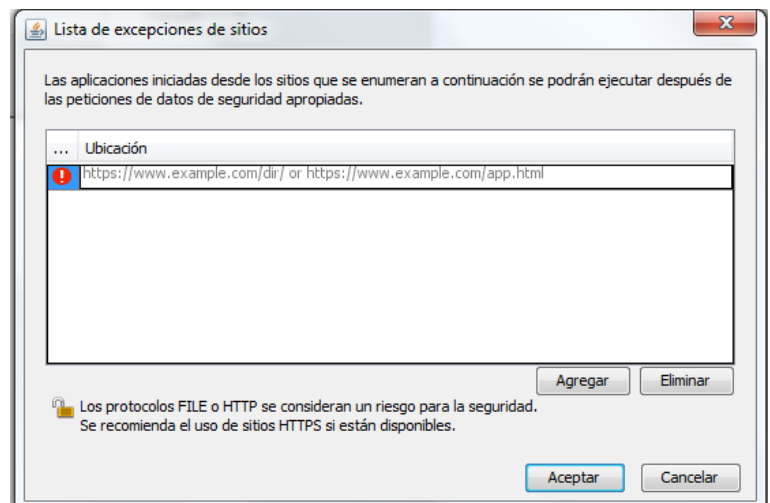 Lista de excepciones de sitios
Las aplicaciones iniciadas desde los sitios que se enumeran a continuación se podrán ejecutar después de
las peticiones de datos de seguridad apropiadas.
... Ubicación
https://www.example.com/dir/ or https://www.example.com/app.html
Agregar Eliminar
Los protocolos FILE o HTTP se consideran un riesgo para la seguridad.
Se recomienda el uso de sitios HTTPS si están disponibles.
Aceptar Cancelar